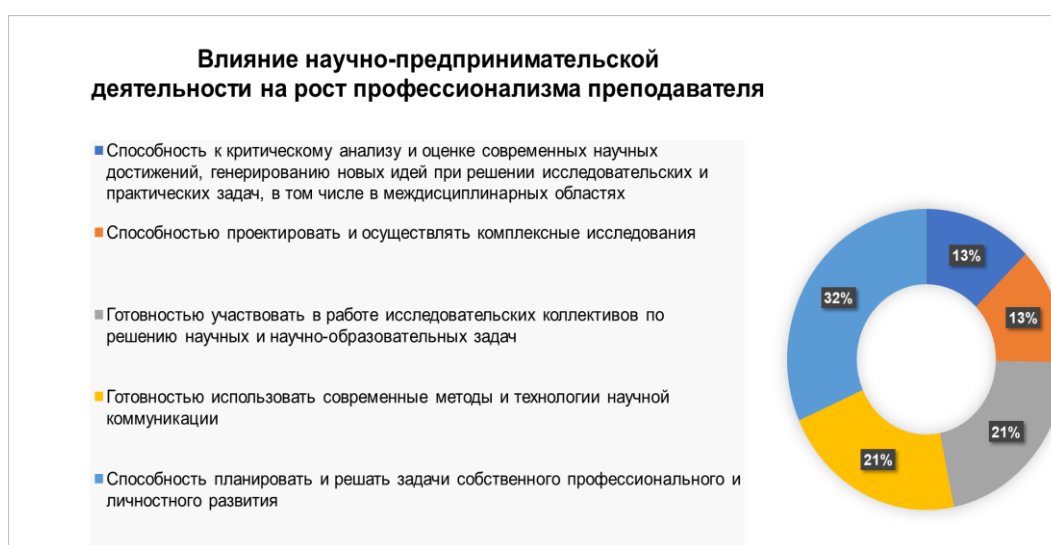 Влияние научно-предпринимательской
деятельности на рост профессионализма преподавателя
Способность к критическому анализу и оценке современных научных
достижений, генерированию новых идей при решении исследовательских и
практических задач, в том числе в междисциплинарных областях
Способностью проектировать и осуществлять комплексные исследования
Готовностью участвовать в работе исследовательских коллективов по
решению научных и научно-образовательных задач
Готовностью использовать современные методы и технологии научной
коммуникации
Способность планировать и решать задачи собственного профессионального и
личностного развития
13%
13%
21%
21%
32%